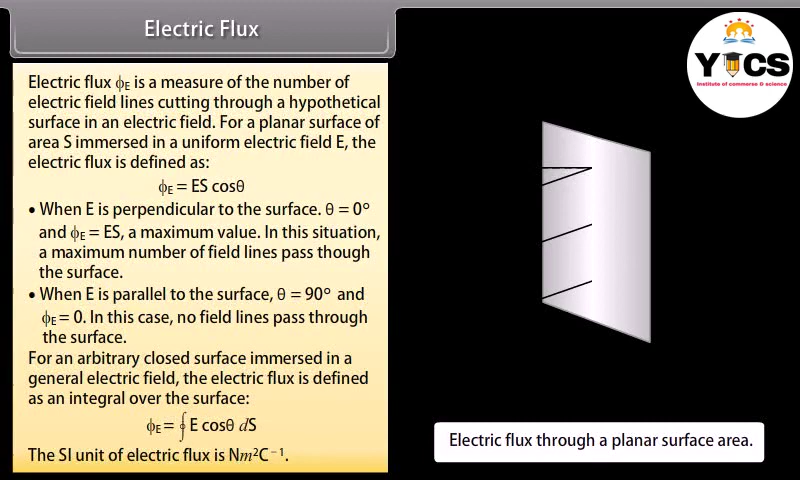 Electric Flux
YICS
Institute of commerse & science
Electric flux ϕE is a measure of the number of
electric field lines cutting through a hypothetical
surface in an electric field. For a planar surface of
area S immersed in a uniform electric field E, the
electric flux is defined as:
ϕE = ES cosθ
• When E is perpendicular to the surface. θ = 0°
and ϕE = ES, a maximum value. In this situation,
a maximum number of field lines pass though
the surface.
• When E is parallel to the surface, θ = 90° and
ϕE = 0. In this case, no field lines pass through
the surface.
For an arbitrary closed surface immersed in a
general electric field, the electric flux is defined
as an integral over the surface:
ϕE = ∮ E cosθ dS
The SI unit of electric flux is Nm²C⁻¹.
Electric flux through a planar surface area.